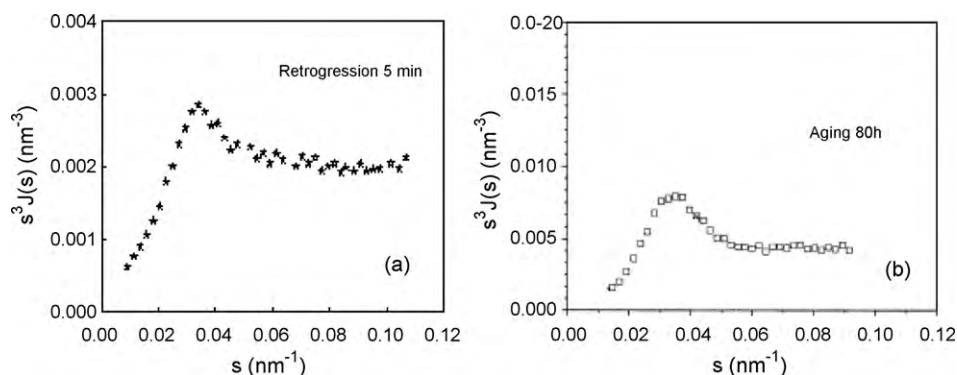 0.004
0.003
0.002
0.001
0.000
0.00 0.02 0.04 0.06 0.08 0.10 0.12
s³J(s) (nm⁻³)
s (nm⁻¹)
Retrogression 5 min
(a)
0.0-20
0.015
0.010
0.005
0.000
0.00 0.02 0.04 0.06 0.08 0.10 0.12
s³J(s) (nm⁻³)
s (nm⁻¹)
Aging 80h
(b)